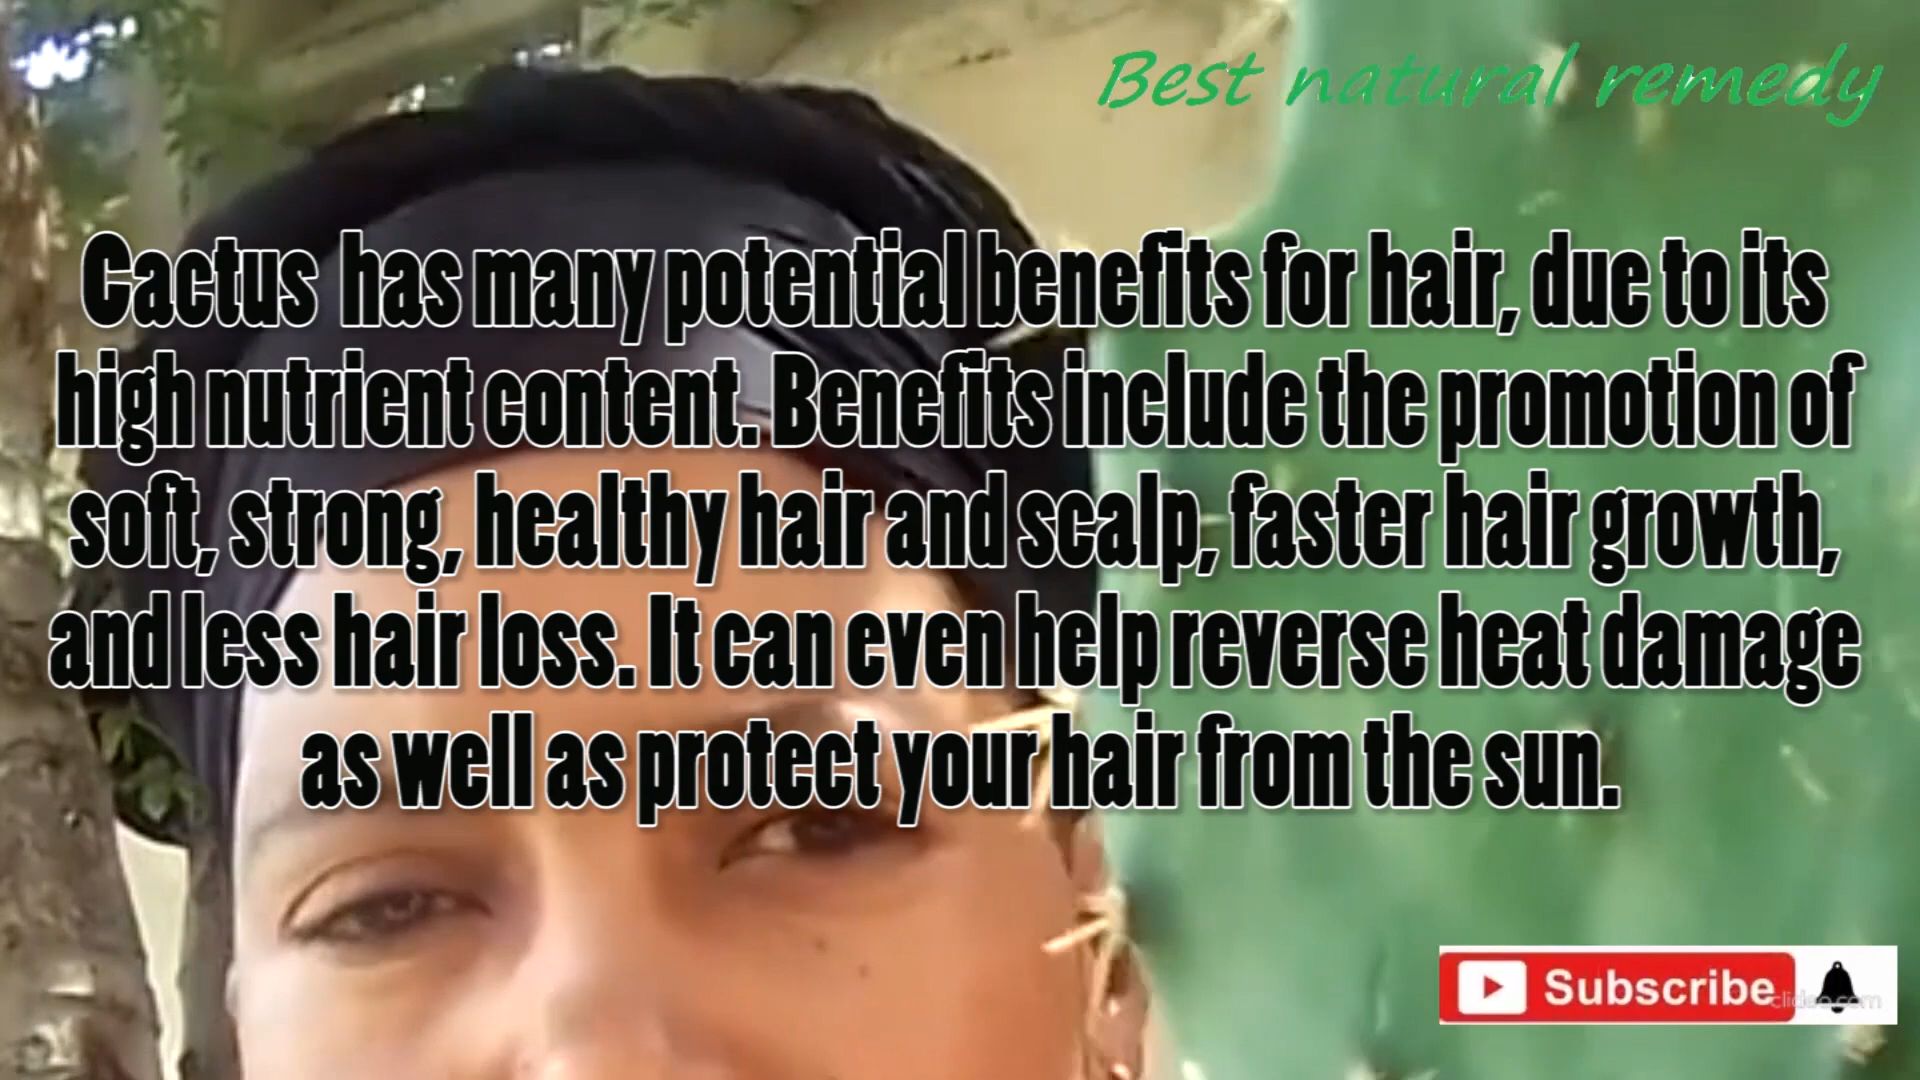 Best natural remedy
Cactus has many potential benefits for hair, due to its
high nutrient content. Benefits include the promotion of
soft, strong, healthy hair and scalp, faster hair growth,
and less hair loss. It can even help reverse heat damage
as well as protect your hair from the sun.
Subscribe
clideo.com